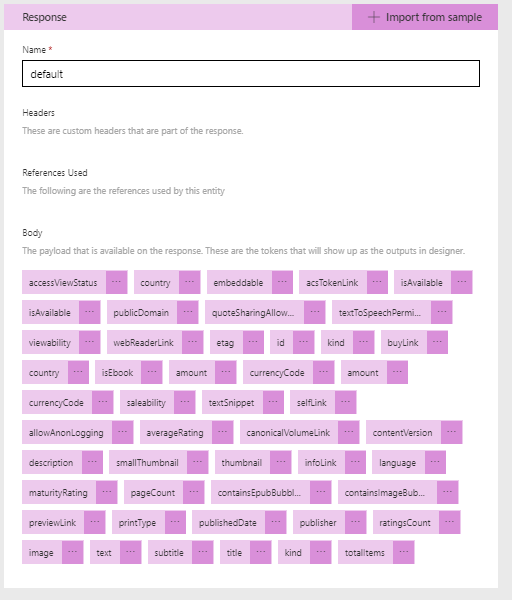 Response + Import from sample
Name *
default
Headers
These are custom headers that are part of the response.
References Used
The following are the references used by this entity
Body
The payload that is available on the response. These are the tokens that will show up as the outputs in designer.
accessViewStatus ... country ... embeddable ... acsTokenLink ... isAvailable ...
isAvailable ... publicDomain ... quoteSharingAllow... ... textToSpeechPermi... ...
viewability ... webReaderLink ... etag ... id ... kind ... buyLink ...
country ... isEbook ... amount ... currencyCode ... amount ...
currencyCode ... saleability ... textSnippet ... selfLink ...
allowAnonLogging ... averageRating ... canonicalVolumeLink ... contentVersion ...
description ... smallThumbnail ... thumbnail ... infoLink ... language ...
maturityRating ... pageCount ... containsEpubBubbl... ... containsImageBub... ...
previewLink ... printType ... publishedDate ... publisher ... ratingsCount ...
image ... text ... subtitle ... title ... kind ... totalItems ...